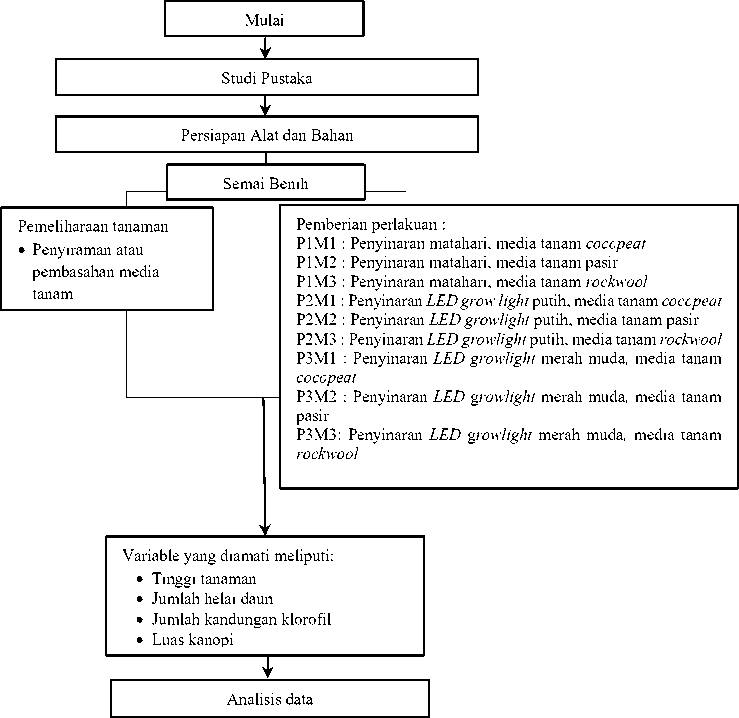 Mulai
Studi Pustaka
Persiapan Alat dan Bahan
Semai Benih
Pemeliharaan tanaman
• Penyiraman atau
pembasahan media
tanam
Pemberian perlakuan :
P1M1 : Penyinaran matahari, media tanam cocopeat
P1M2 : Penyinaran matahari, media tanam pasir
P1M3 : Penyinaran matahari, media tanam rockwool
P2M1 : Penyinaran LED grow light putih, media tanam cocopeat
P2M2 : Penyinaran LED growlight putih, media tanam pasir
P2M3 : Penyinaran LED growlight putih, media tanam rockwool
P3M1 : Penyinaran LED growlight merah muda, media tanam
cocopeat
P3M2 : Penyinaran LED growlight merah muda, media tanam
pasir
P3M3: Penyinaran LED growlight merah muda, media tanam
rockwool
Variable yang diamati meliputi:
• Tinggi tanaman
• Jumlah helai daun
• Jumlah kandungan klorofil
• Luas kanopi
Analisis data